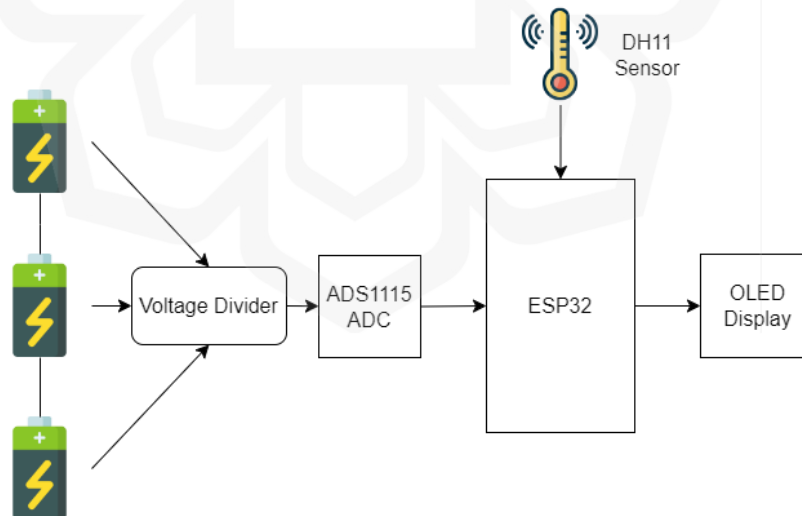 DH11
Sensor
+
+
+
Voltage Divider
ADS1115
ADC
ESP32
OLED
Display